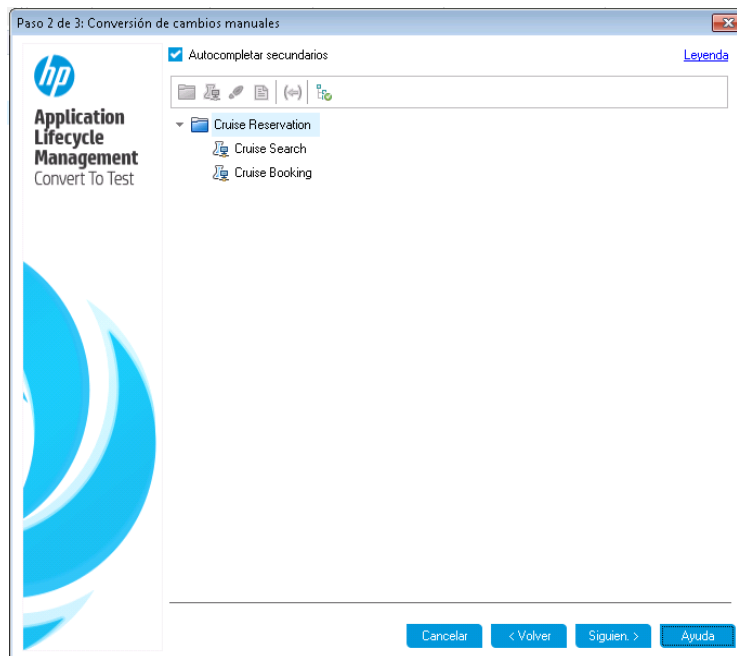 Paso 2 de 3: Conversión de cambios manuales
hp
Application
Lifecycle
Management
Convert To Test
Autocompletar secundarios
Leyenda
Cruise Reservation
Cruise Search
Cruise Booking
Cancelar
< Volver
Siguien. >
Ayuda